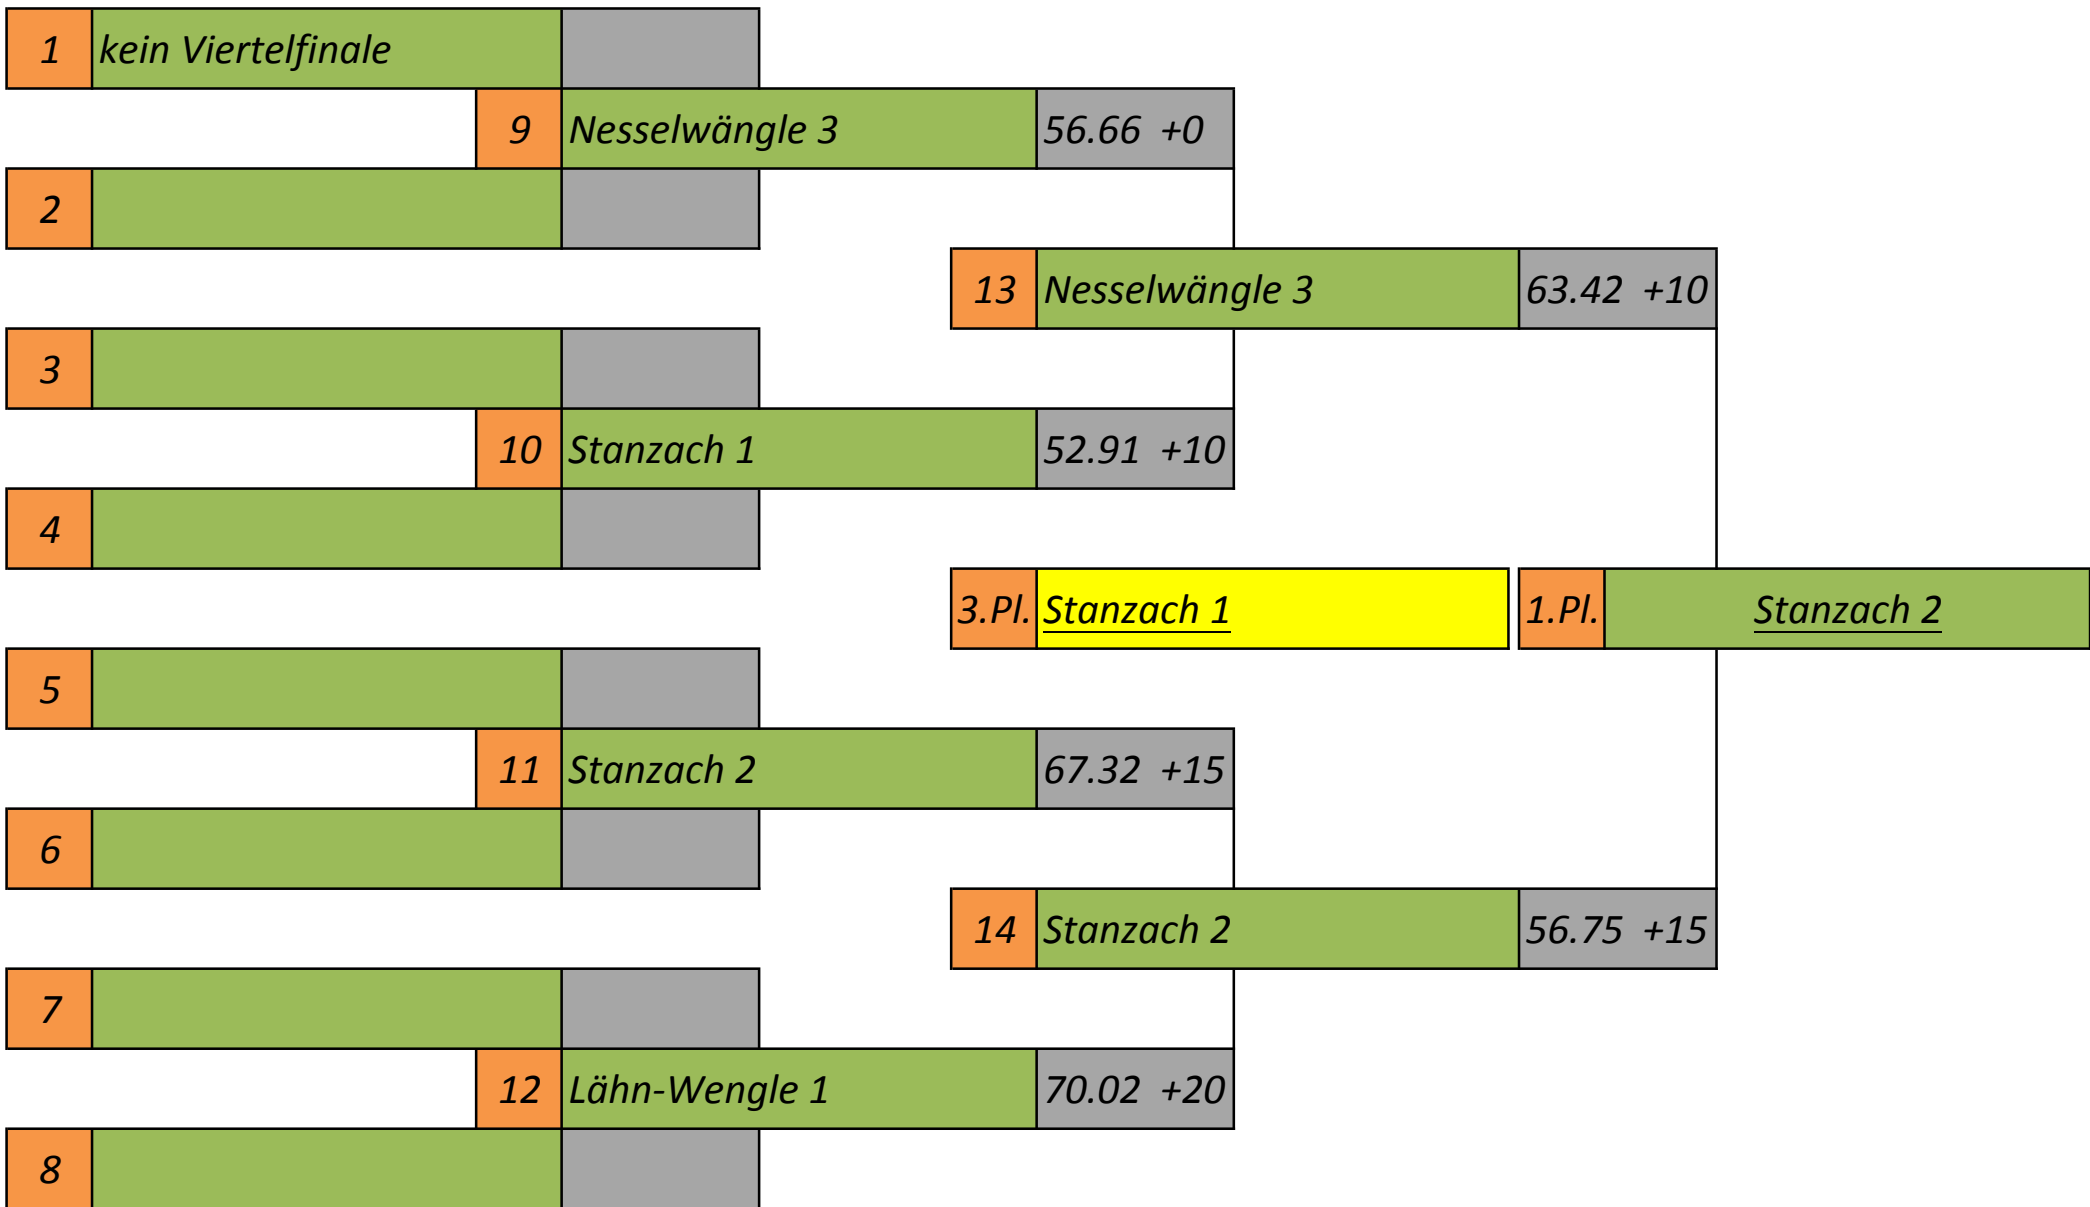 1 kein Viertelfinale
9 Nesselwängle 3 56.66 +0
2
13 Nesselwängle 3 63.42 +10
3
10 Stanzach 1 52.91 +10
4
3.Pl. Stanzach 1 1.Pl. Stanzach 2
5
11 Stanzach 2 67.32 +15
6
14 Stanzach 2 56.75 +15
7
12 Lähn-Wengle 1 70.02 +20
8